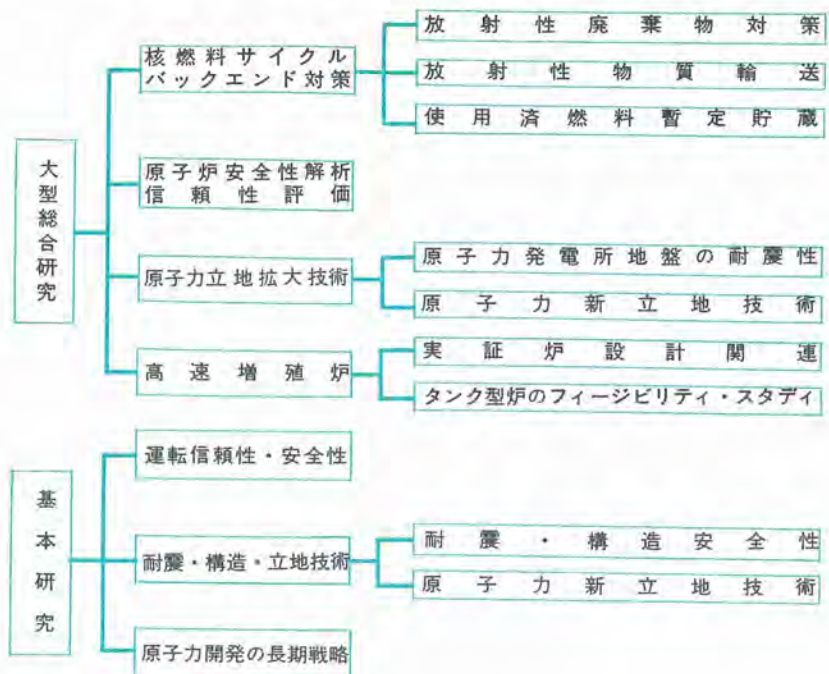 大型総合研究
核燃料サイクル
バックエンド対策
放射性廃棄物対策
放射性物質輸送
使用済燃料暫定貯蔵
原子炉安全性解析
信頼性評価
原子力立地拡大技術
原子力発電所地盤の耐震性
原子力新立地技術
高速増殖炉
実証炉設計関連
タンク型炉のフィージビリティ・スタディ
基本研究
運転信頼性・安全性
耐震・構造・立地技術
耐震・構造安全性
原子力新立地技術
原子力開発の長期戦略